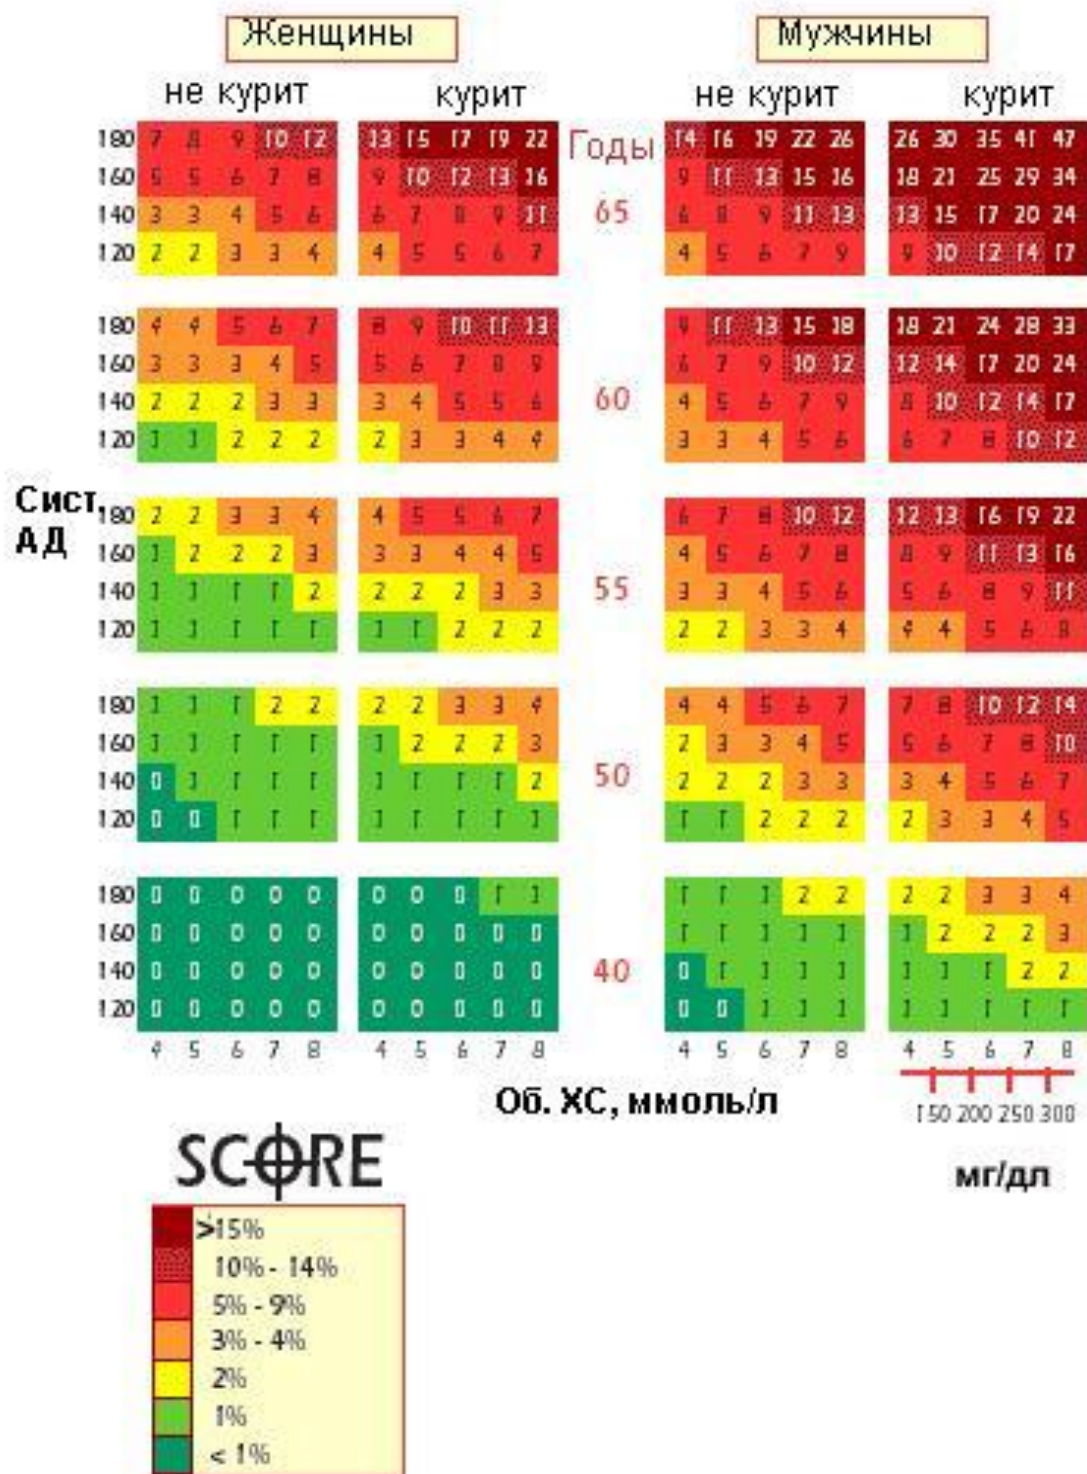 Женщины Мужчины
не курит курит не курит курит
180 7 8 9 10 12 13 15 17 19 22 Годы 14 16 19 22 26 26 30 35 41 47
160 5 5 6 7 8 9 10 12 13 16 9 11 13 15 16 18 21 25 29 34
140 3 3 4 5 6 6 7 8 9 11 65 6 8 9 11 13 13 15 17 20 24
120 2 2 3 3 4 4 5 5 6 7 4 5 6 7 9 9 10 12 14 17
180 4 4 5 6 7 8 9 10 11 13 9 11 13 15 18 18 21 24 28 33
160 3 3 3 4 5 5 6 7 8 9 6 7 9 10 12 12 14 17 20 24
140 2 2 2 3 3 3 4 5 5 6 60 4 5 6 7 9 8 10 12 14 17
120 1 1 2 2 2 2 3 3 4 4 3 3 4 5 6 6 7 8 10 12
Сист.
АД
180 2 2 3 3 4 4 5 5 6 7 6 7 8 10 12 12 13 16 19 22
160 1 2 2 2 3 3 3 4 4 5 4 5 6 7 8 8 9 11 13 16
140 1 1 1 1 2 2 2 2 3 3 55 3 3 4 5 6 5 6 8 9 11
120 1 1 1 1 1 1 1 2 2 2 2 2 3 3 4 4 4 5 6 8
180 1 1 1 2 2 2 2 3 3 4 4 4 5 6 7 7 8 10 12 14
160 1 1 1 1 1 1 2 2 2 3 2 3 3 4 5 5 6 7 8 10
140 0 1 1 1 1 1 1 1 1 2 50 2 2 2 3 3 3 4 5 6 7
120 0 0 1 1 1 1 1 1 1 1 1 1 2 2 2 2 3 3 4 5
180 0 0 0 0 0 0 0 0 1 1 1 1 1 2 2 2 2 3 3 4
160 0 0 0 0 0 0 0 0 0 0 1 1 1 1 1 1 2 2 2 3
140 0 0 0 0 0 0 0 0 0 0 40 0 1 1 1 1 1 1 1 2 2
120 0 0 0 0 0 0 0 0 0 0 0 0 1 1 1 1 1 1 1 1
4 5 6 7 8 4 5 6 7 8 4 5 6 7 8 4 5 6 7 8
Об. ХС, ммоль/л
150 200 250 300
мг/дл
SCORE
>15%
10% - 14%
5% - 9%
3% - 4%
2%
1%
< 1%